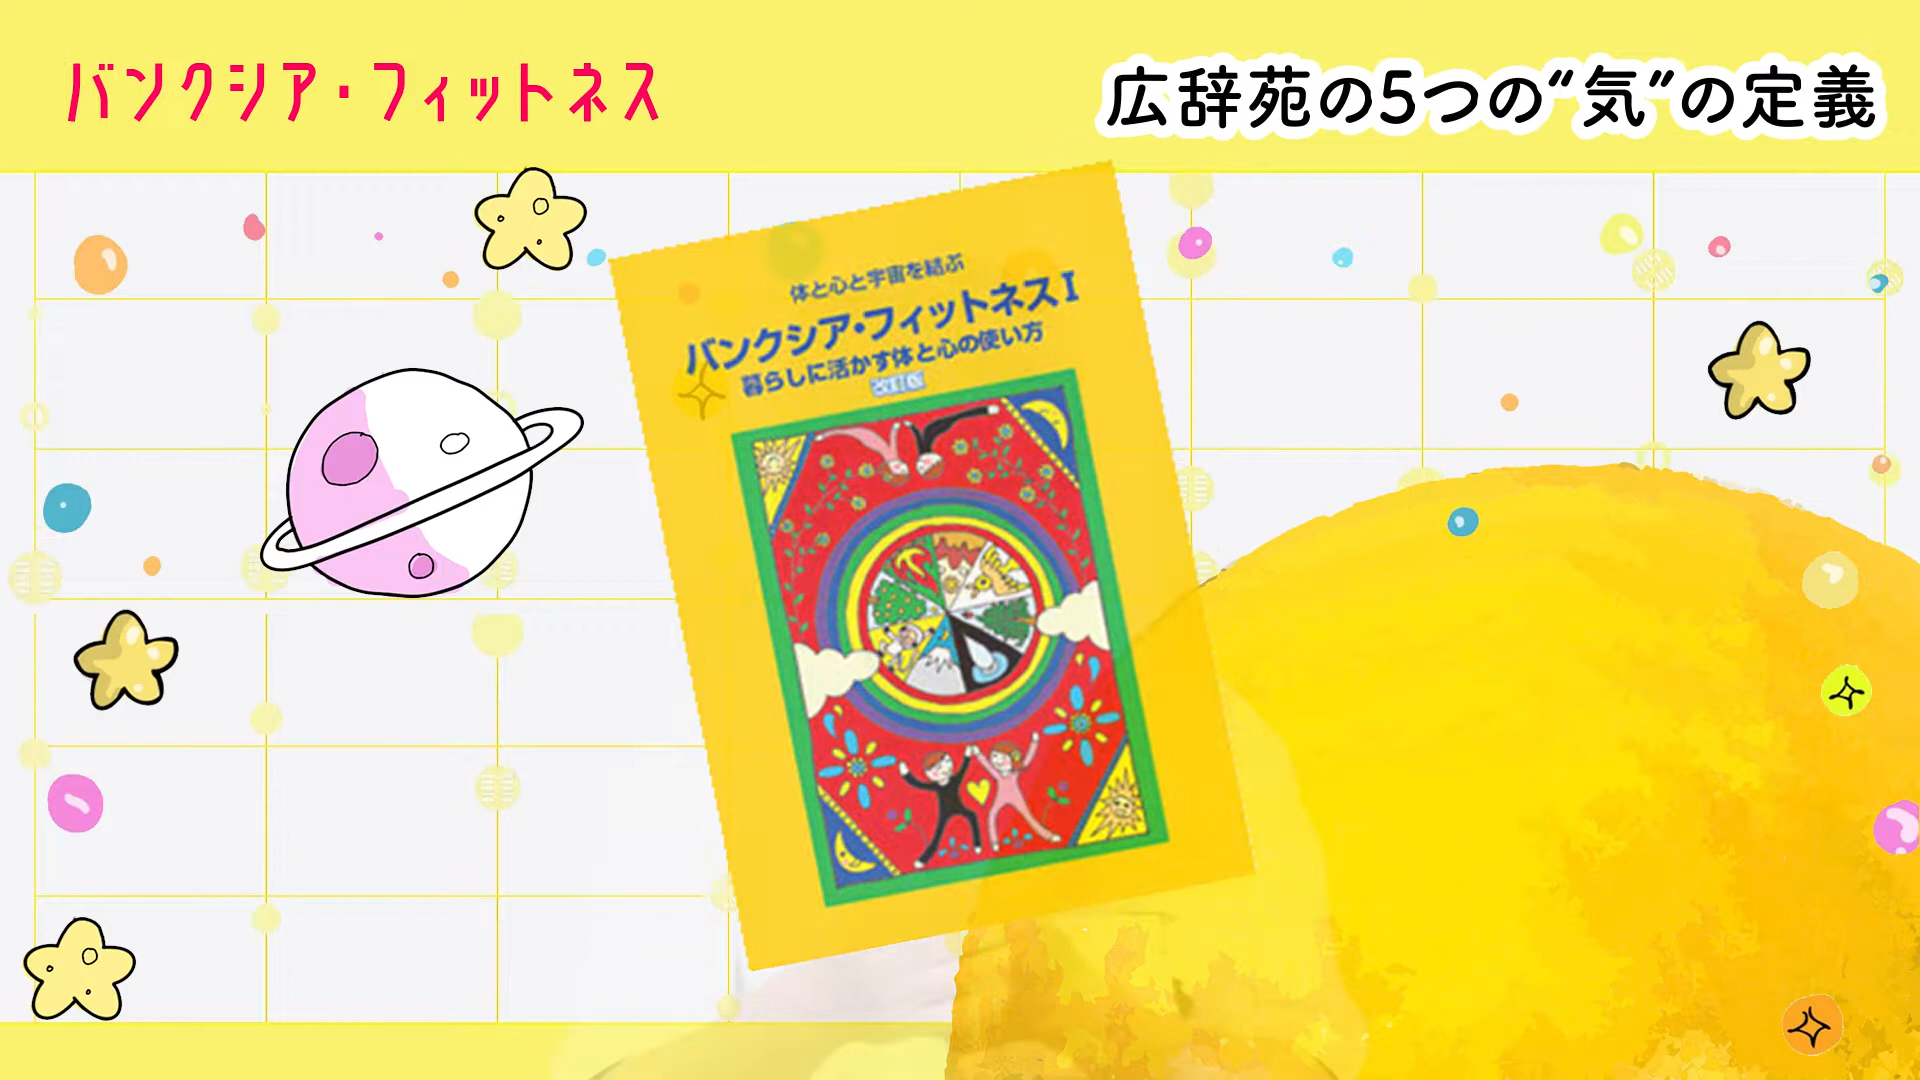 バンクシア・フィットネス
広辞苑の5つの“気”の定義
体と心と宇宙を結ぶ
バンクシア・フィットネスI
暮らしに活かす体と心の使い方
改訂版